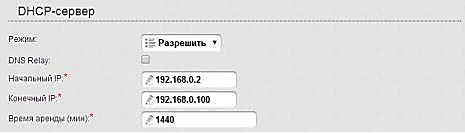 DHCP-сервер
Режим: Разрешить
DNS Relay:
Начальный IP:* 192.168.0.2
Конечный IP:* 192.168.0.100
Время аренды (мин):* 1440